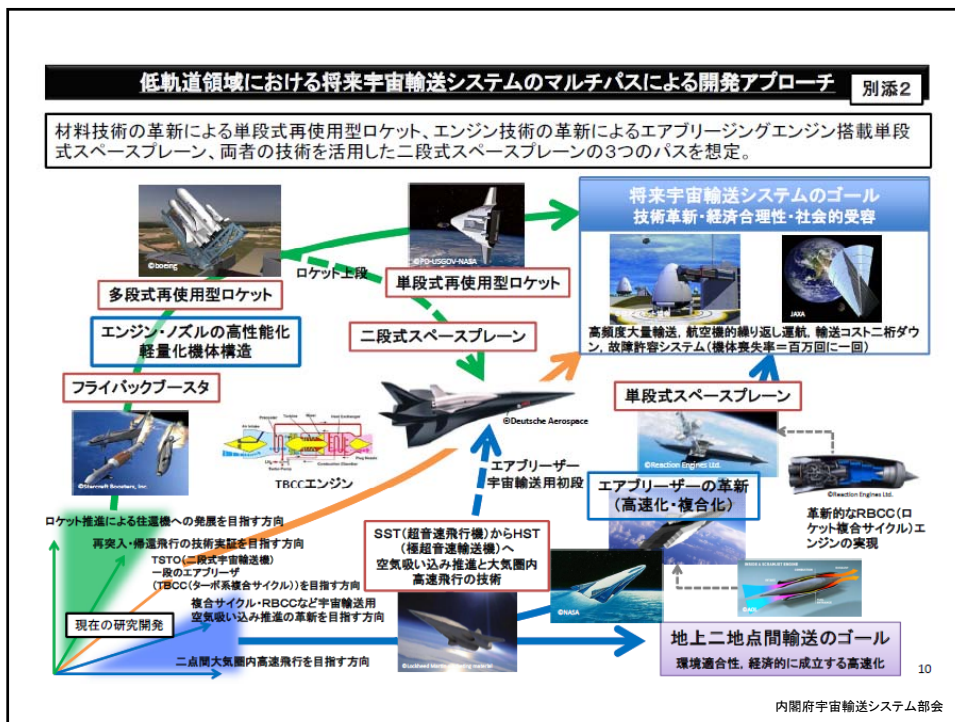 低軌道領域における将来宇宙輸送システムのマルチパスによる開発アプローチ
別添2
材料技術の革新による単段式再使用型ロケット、エンジン技術の革新によるエアブリージングエンジン搭載単段
式スペースプレーン、両者の技術を活用した二段式スペースプレーンの3つのパスを想定。
©boeing
多段式再使用型ロケット
ロケット上段
©PD-USGOV-NASA
単段式再使用型ロケット
将来宇宙輸送システムのゴール
技術革新・経済合理性・社会的受容
JAXA
高頻度大量輸送，航空機的繰り返し運航，輸送コスト二桁ダウ
ン，故障許容システム（機体喪失率＝百万回に一回）
エンジン・ノズルの高性能化
軽量化機体構造
二段式スペースプレーン
フライバックブースタ
©Starcraft Boosters, Inc.
Air Intake
Combustion Chamber
Plug Nozzle
TBCCエンジン
©Deutsche Aerospace
エアブリーザー
宇宙輸送用初段
単段式スペースプレーン
©Reaction Engines Ltd.
エアブリーザーの革新
（高速化・複合化）
©Reaction Engines Ltd.
革新的なRBCC（ロ
ケット複合サイクル）エ
ンジンの実現
ロケット推進による往還機への発展を目指す方向
再突入・帰還飛行の技術実証を目指す方向
TSTO（二段式宇宙輸送機）
一段のエアブリーザ
（TBCC（ターボ系複合サイクル））を目指す方向
複合サイクル・RBCCなど宇宙輸送用
空気吸い込み推進の革新を目指す方向
現在の研究開発
二点間大気圏内高速飛行を目指す方向
SST（超音速飛行機）からHST
（極超音速輸送機）へ
空気吸い込み推進と大気圏内
高速飛行の技術
©NASA
地上二地点間輸送のゴール
環境適合性，経済的に成立する高速化
10
内閣府宇宙輸送システム部会